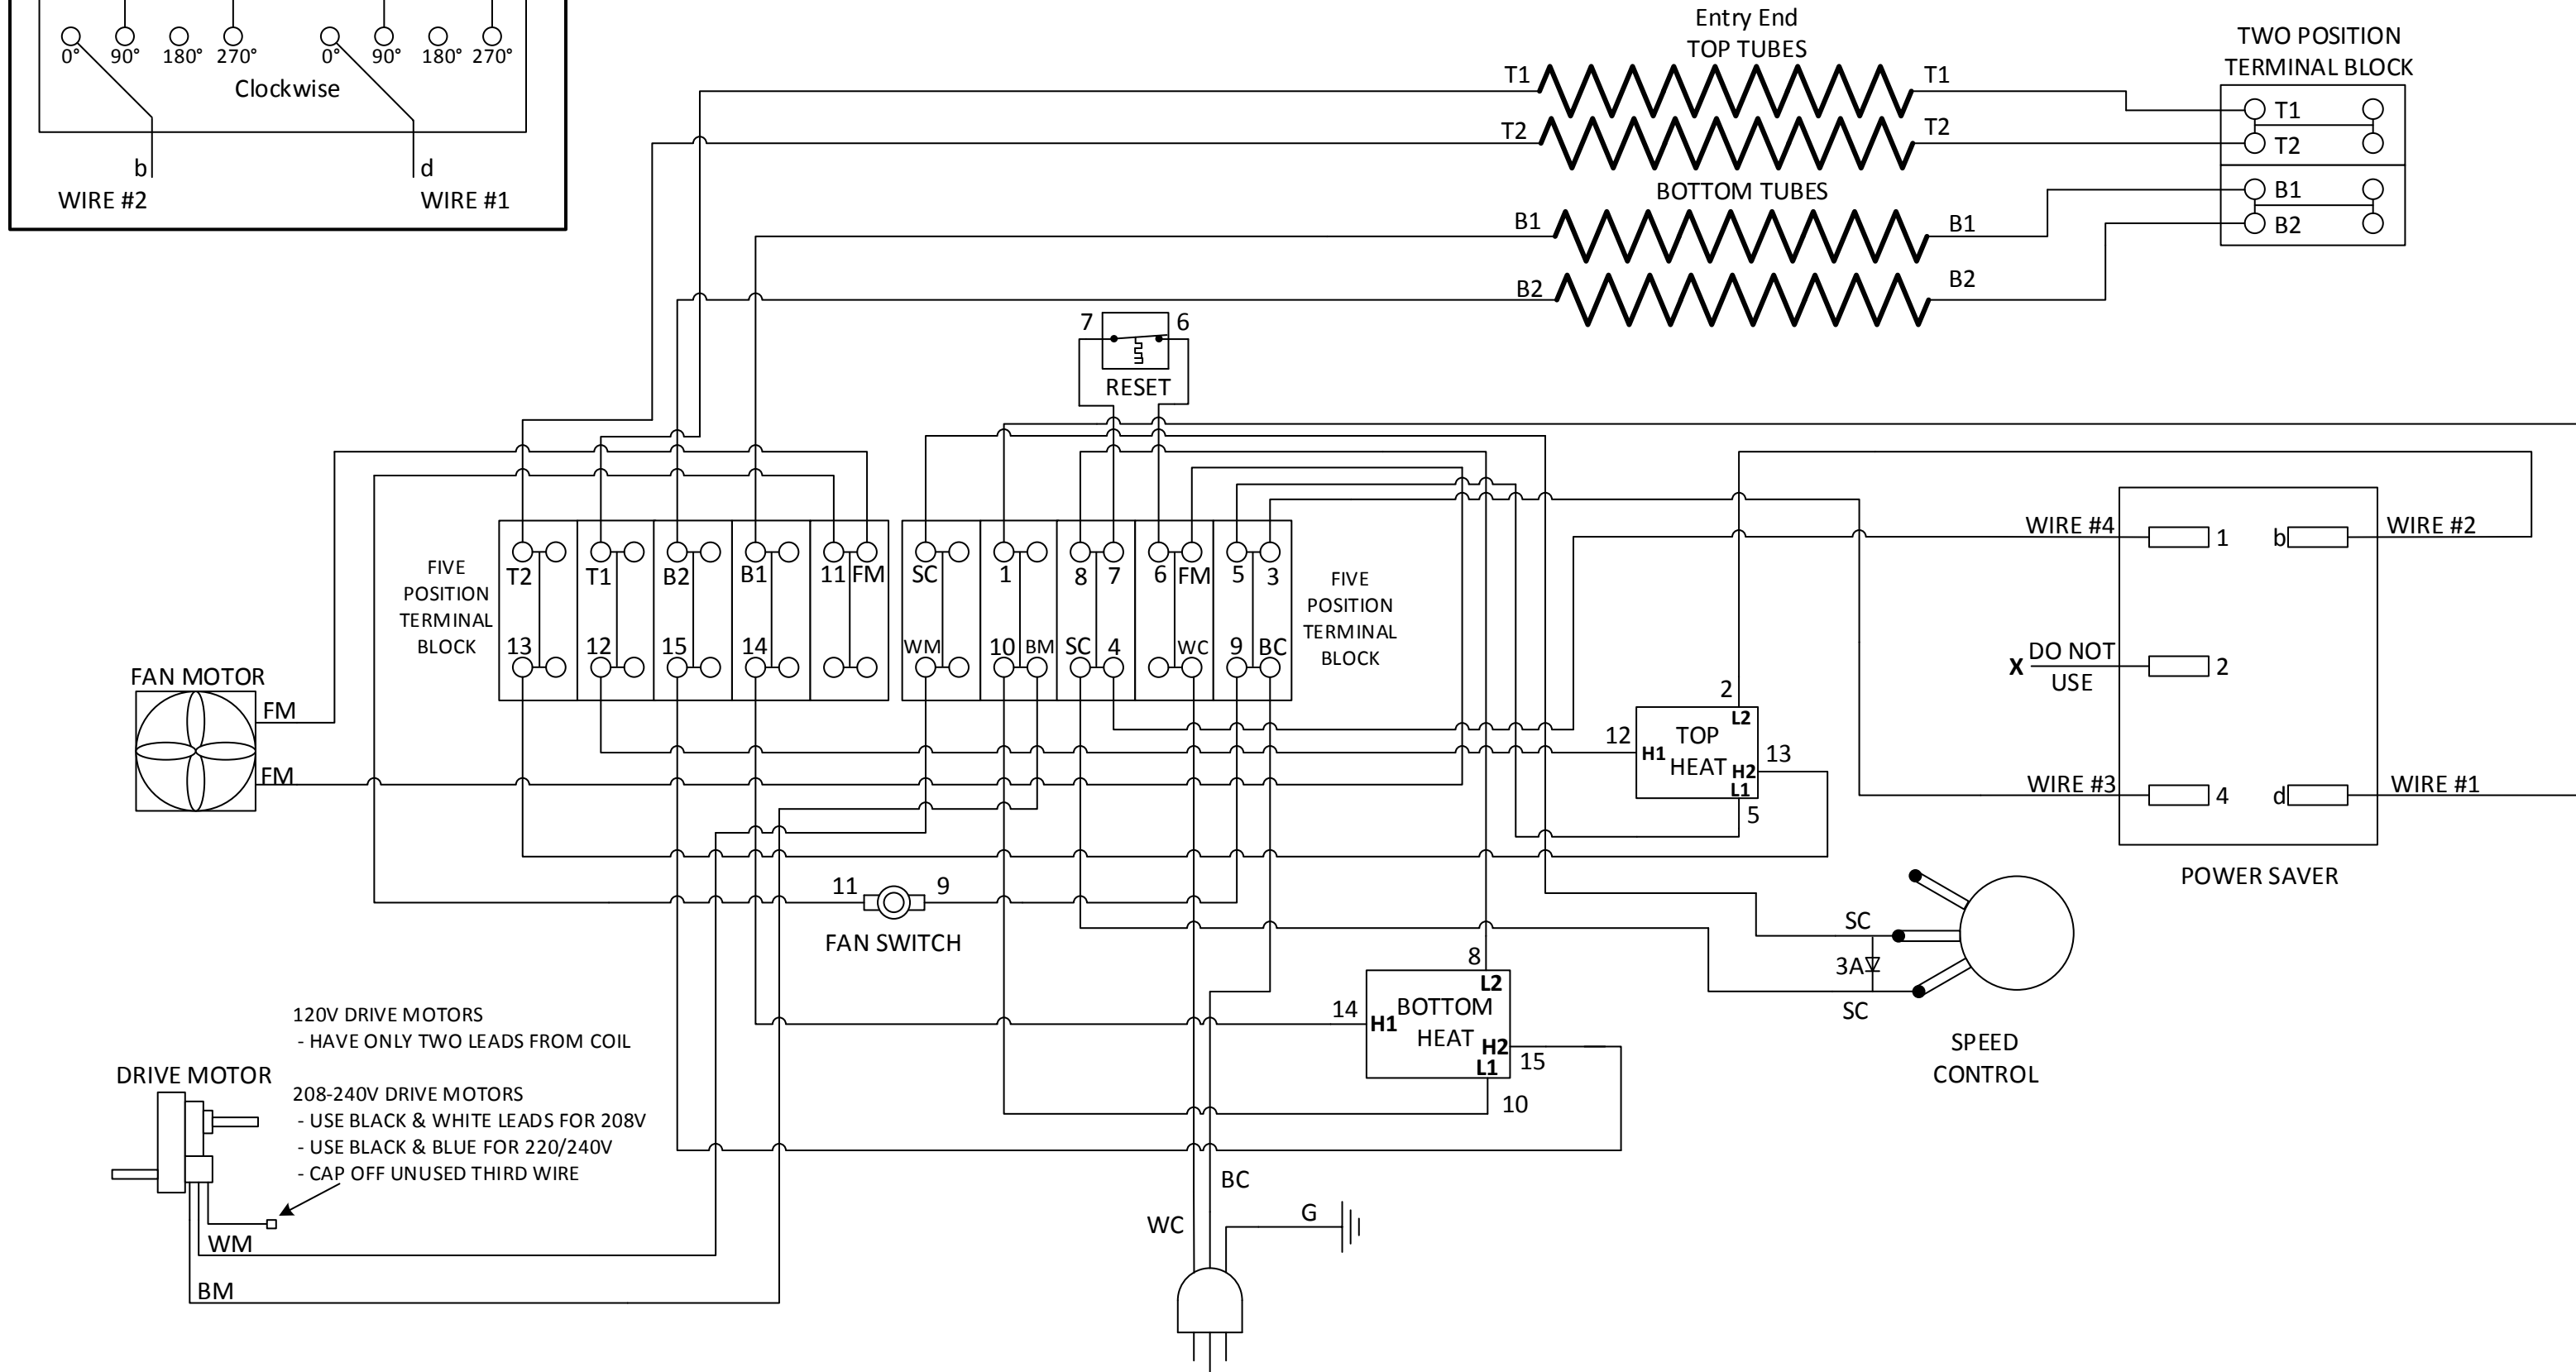 0° 90° 180° 270° 0° 90° 180° 270°
Clockwise
b d
WIRE #2 WIRE #1
Entry End
TOP TUBES
T1 T1
T2 T2
BOTTOM TUBES
B1 B1
B2 B2
TWO POSITION
TERMINAL BLOCK
T1
T2
B1
B2
7 6
RESET
FIVE
POSITION
TERMINAL
BLOCK
T2 T1 B2 B1 11 FM
13 12 15 14
SC 1 8 7 6 FM 5 3
WM 10 BM SC 4 WC 9 BC
FIVE
POSITION
TERMINAL
BLOCK
WIRE #4 1 b WIRE #2
X DO NOT
USE
2
WIRE #3 4 d WIRE #1
POWER SAVER
FAN MOTOR
FM
FM
2
L2
12 TOP 13
H1 HEAT H2
L1
5
11 9
FAN SWITCH
SC
3A
SC
SPEED
CONTROL
8
L2
14 BOTTOM
H1 HEAT H2
L1 15
10
120V DRIVE MOTORS
- HAVE ONLY TWO LEADS FROM COIL
DRIVE MOTOR
208-240V DRIVE MOTORS
- USE BLACK & WHITE LEADS FOR 208V
- USE BLACK & BLUE FOR 220/240V
- CAP OFF UNUSED THIRD WIRE
WM
BM
BC
WC
G